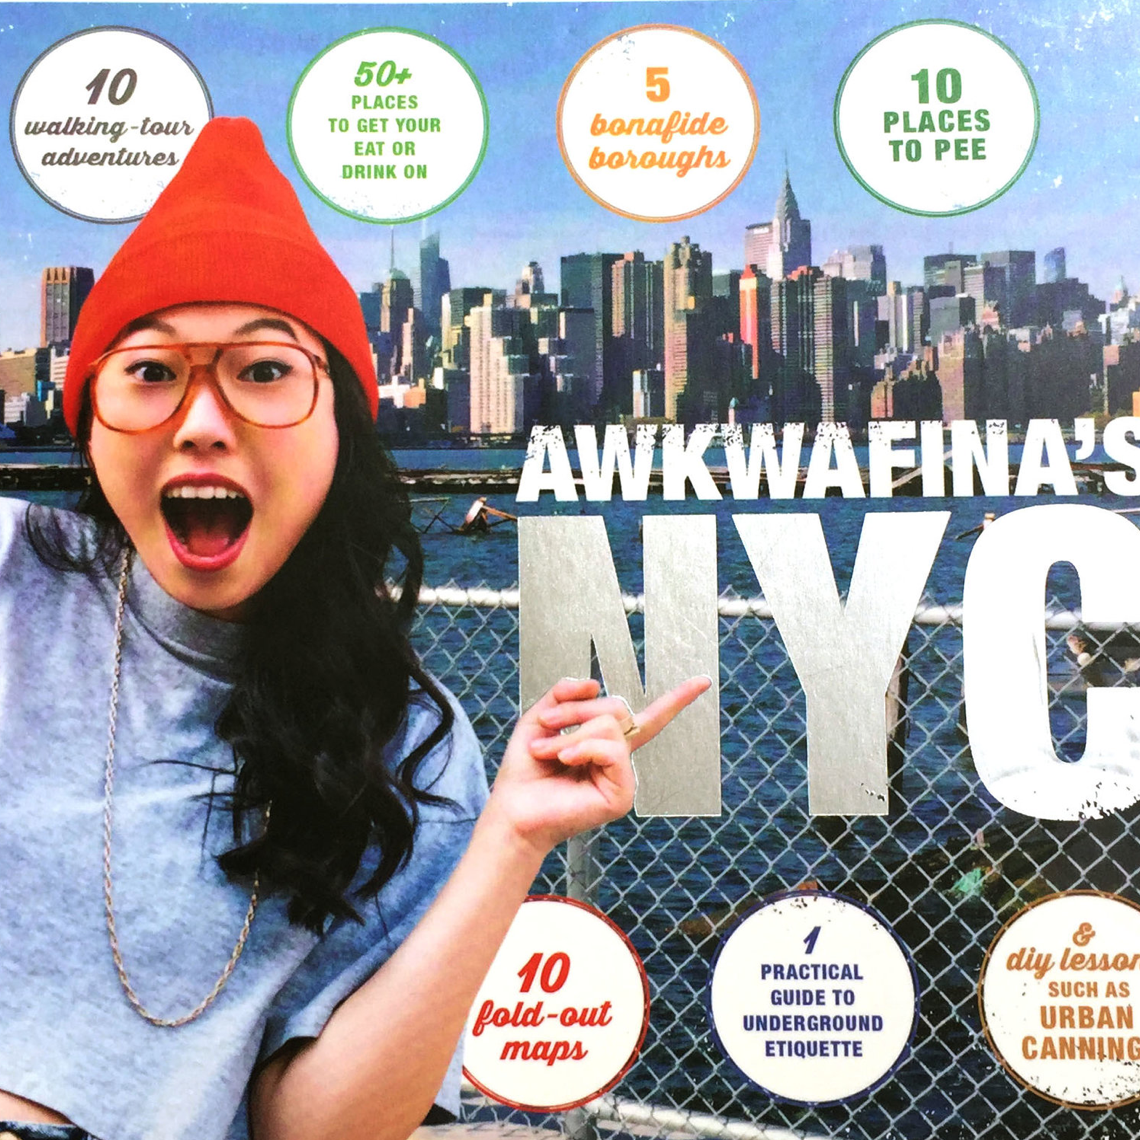 10
walking-tour
adventures
50+
PLACES
TO GET YOUR
EAT OR
DRINK ON
5
bonafide
boroughs
10
PLACES
TO PEE
AWKWAFINA'S
NYC
10
fold-out
maps
1
PRACTICAL
GUIDE TO
UNDERGROUND
ETIQUETTE
&
diy lesson
SUCH AS
URBAN
CANNING